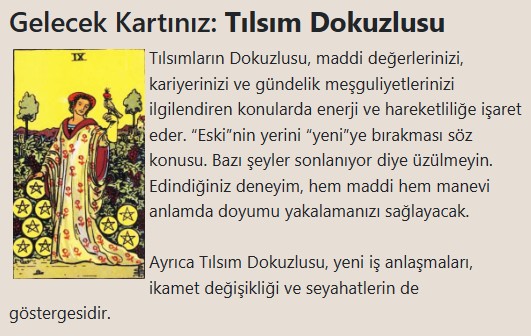 Gelecek Kartınız: Tılsım Dokuzlusu
IX
Tılsımların Dokuzlusu, maddi değerlerinizi,
kariyerinizi ve gündelik meşguliyetlerinizi
ilgilendiren konularda enerji ve hareketliliğe işaret
eder. “Eski”nin yerini “yeni”ye bırakması söz
konusu. Bazı şeyler sonlanıyor diye üzülmeyin.
Edindiğiniz deneyim, hem maddi hem manevi
anlamda doyumu yakalamanızı sağlayacak.
Ayrıca Tılsım Dokuzlusu, yeni iş anlaşmaları,
ikamet değişikliği ve seyahatlerin de
göstergesidir.